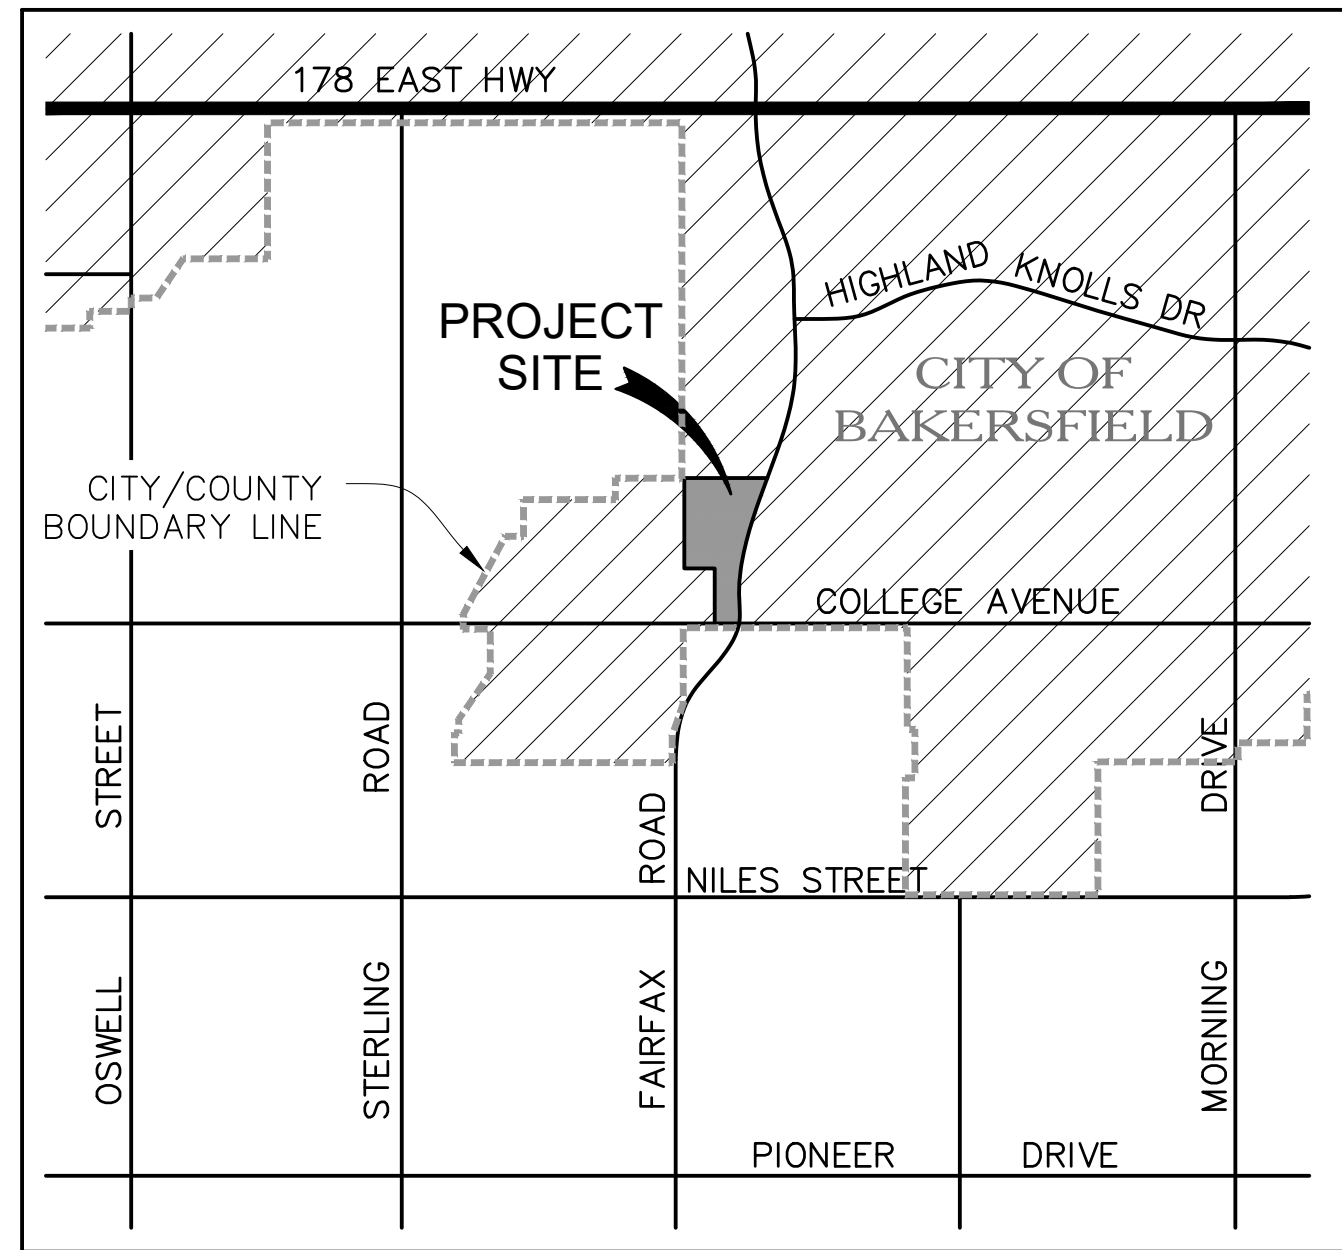 178 EAST HWY
HIGHLAND KNOLLS DR
PROJECT
SITE
CITY OF
BAKERSFIELD
CITY/COUNTY
BOUNDARY LINE
COLLEGE AVENUE
OSWELL STREET
STERLING ROAD
FAIRFAX ROAD
MORNING DRIVE
NILES STREET
PIONEER DRIVE